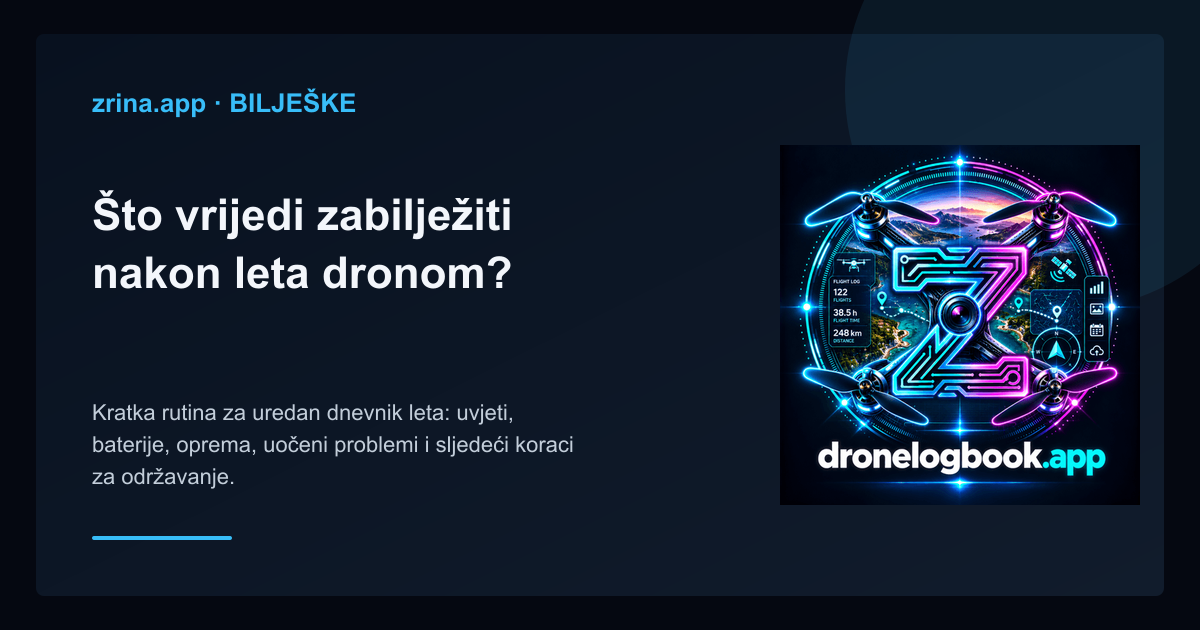 zrina.app · BILJEŠKE
Što vrijedi zabilježiti
nakon leta dronom?
Kratka rutina za uredan dnevnik leta: uvjeti,
baterije, oprema, uočeni problemi i sljedeći koraci
za održavanje.
FLIGHT LOG
122
FLIGHTS
38.5 h
FLIGHT TIME
248 km
DISTANCE
Z
N
W E
dronelogbook.app